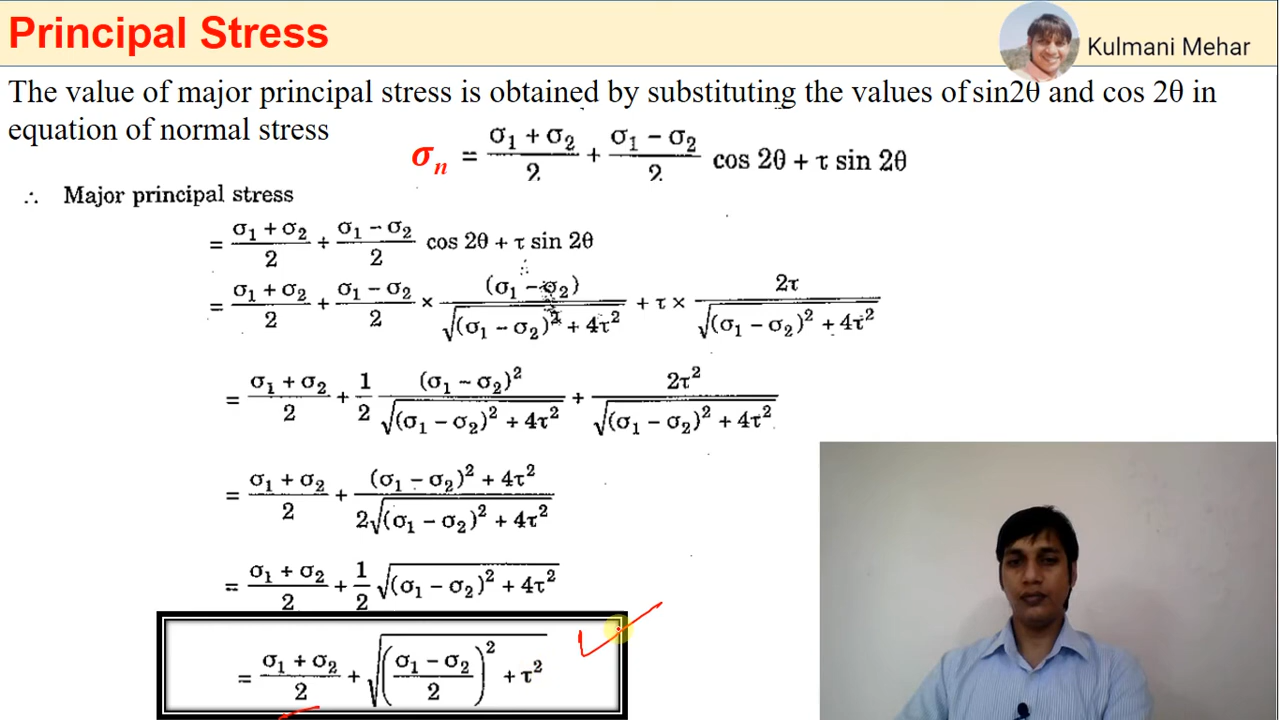 Principal Stress
Kulmani Mehar
The value of major principal stress is obtained by substituting the values of sin2θ and cos 2θ in
equation of normal stress
σn = (σ1 + σ2)/2 + (σ1 − σ2)/2 cos 2θ + τ sin 2θ
∴ Major principal stress
= (σ1 + σ2)/2 + (σ1 − σ2)/2 cos 2θ + τ sin 2θ
= (σ1 + σ2)/2 + (σ1 − σ2)/2 × (σ1 − σ2)/√((σ1 − σ2)² + 4τ²) + τ × 2τ/√((σ1 − σ2)² + 4τ²)
= (σ1 + σ2)/2 + 1/2 (σ1 − σ2)²/√((σ1 − σ2)² + 4τ²) + 2τ²/√((σ1 − σ2)² + 4τ²)
= (σ1 + σ2)/2 + ((σ1 − σ2)² + 4τ²)/(2√((σ1 − σ2)² + 4τ²))
= (σ1 + σ2)/2 + 1/2 √((σ1 − σ2)² + 4τ²)
= (σ1 + σ2)/2 + √(((σ1 − σ2)/2)² + τ²)